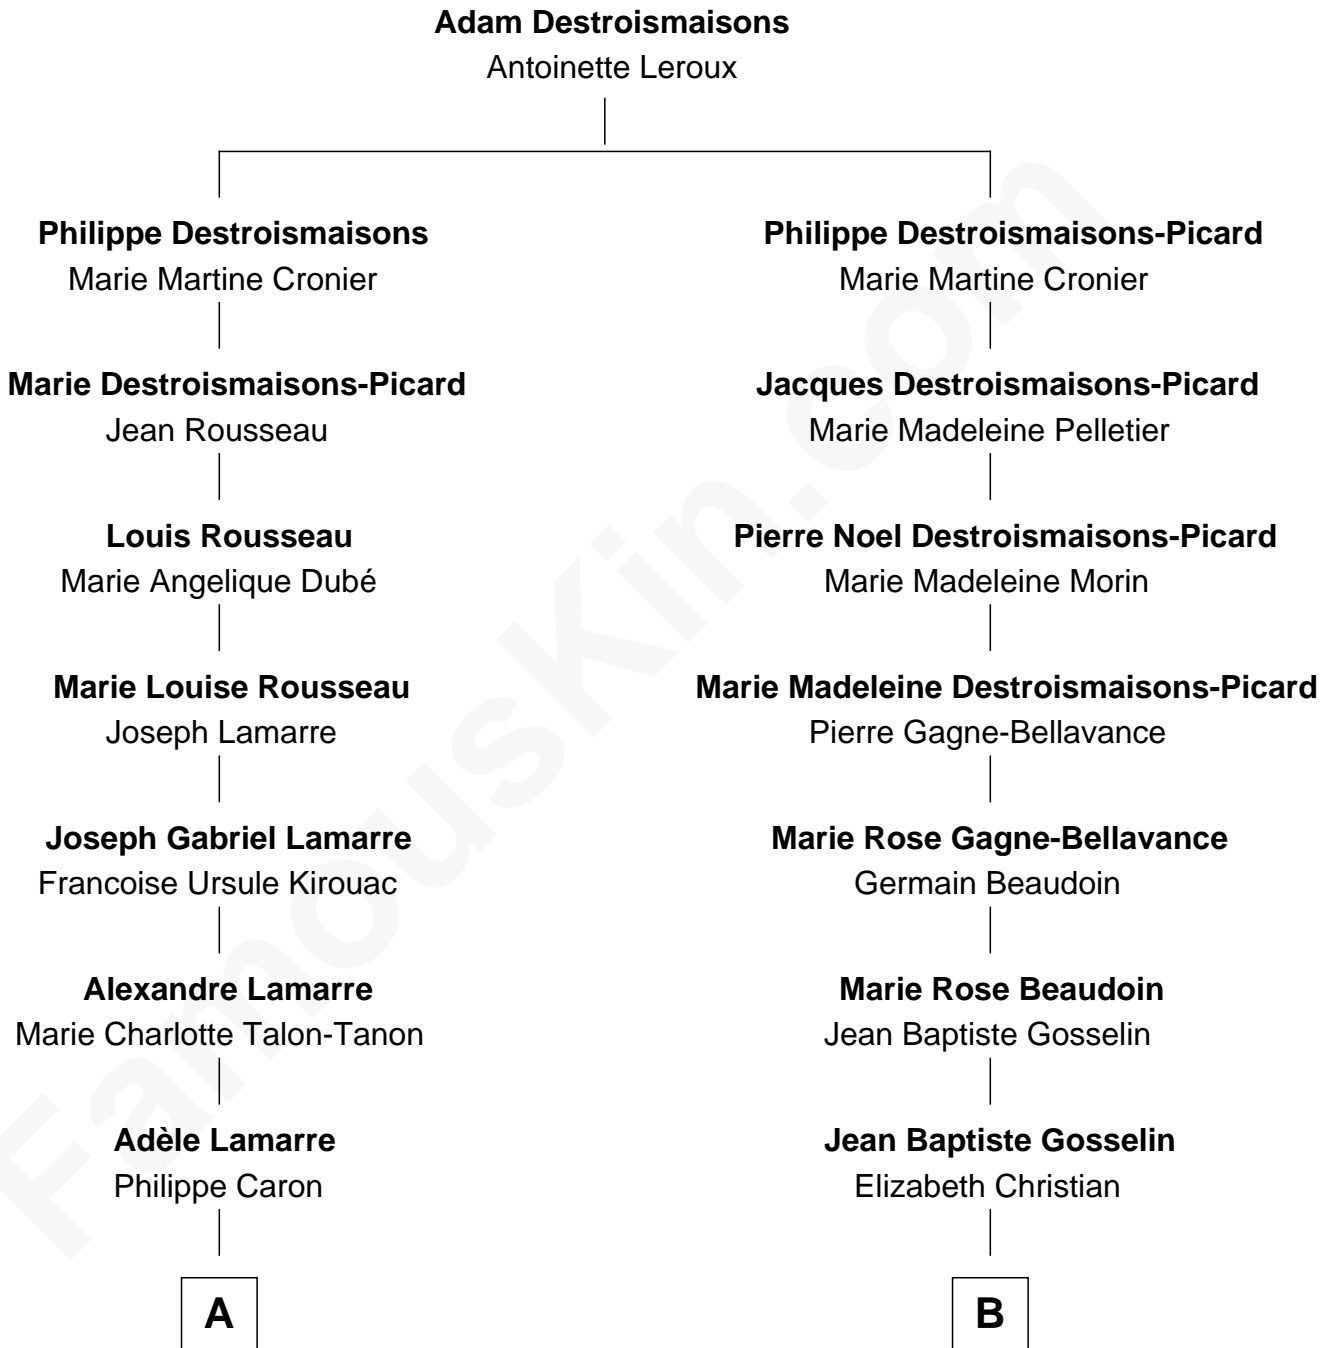 Adam Destroismaisons
Antoinette Leroux
Philippe Destroismaisons
Marie Martine Cronier
Marie Destroismaisons-Picard
Jean Rousseau
Louis Rousseau
Marie Angelique Dubé
Marie Louise Rousseau
Joseph Lamarre
Joseph Gabriel Lamarre
Francoise Ursule Kirouac
Alexandre Lamarre
Marie Charlotte Talon-Tanon
Adèle Lamarre
Philippe Caron
A
Philippe Destroismaisons-Picard
Marie Martine Cronier
Jacques Destroismaisons-Picard
Marie Madeleine Pelletier
Pierre Noel Destroismaisons-Picard
Marie Madeleine Morin
Marie Madeleine Destroismaisons-Picard
Pierre Gagne-Bellavance
Marie Rose Gagne-Bellavance
Germain Beaudoin
Marie Rose Beaudoin
Jean Baptiste Gosselin
Jean Baptiste Gosselin
Elizabeth Christian
B
FamousKin.com